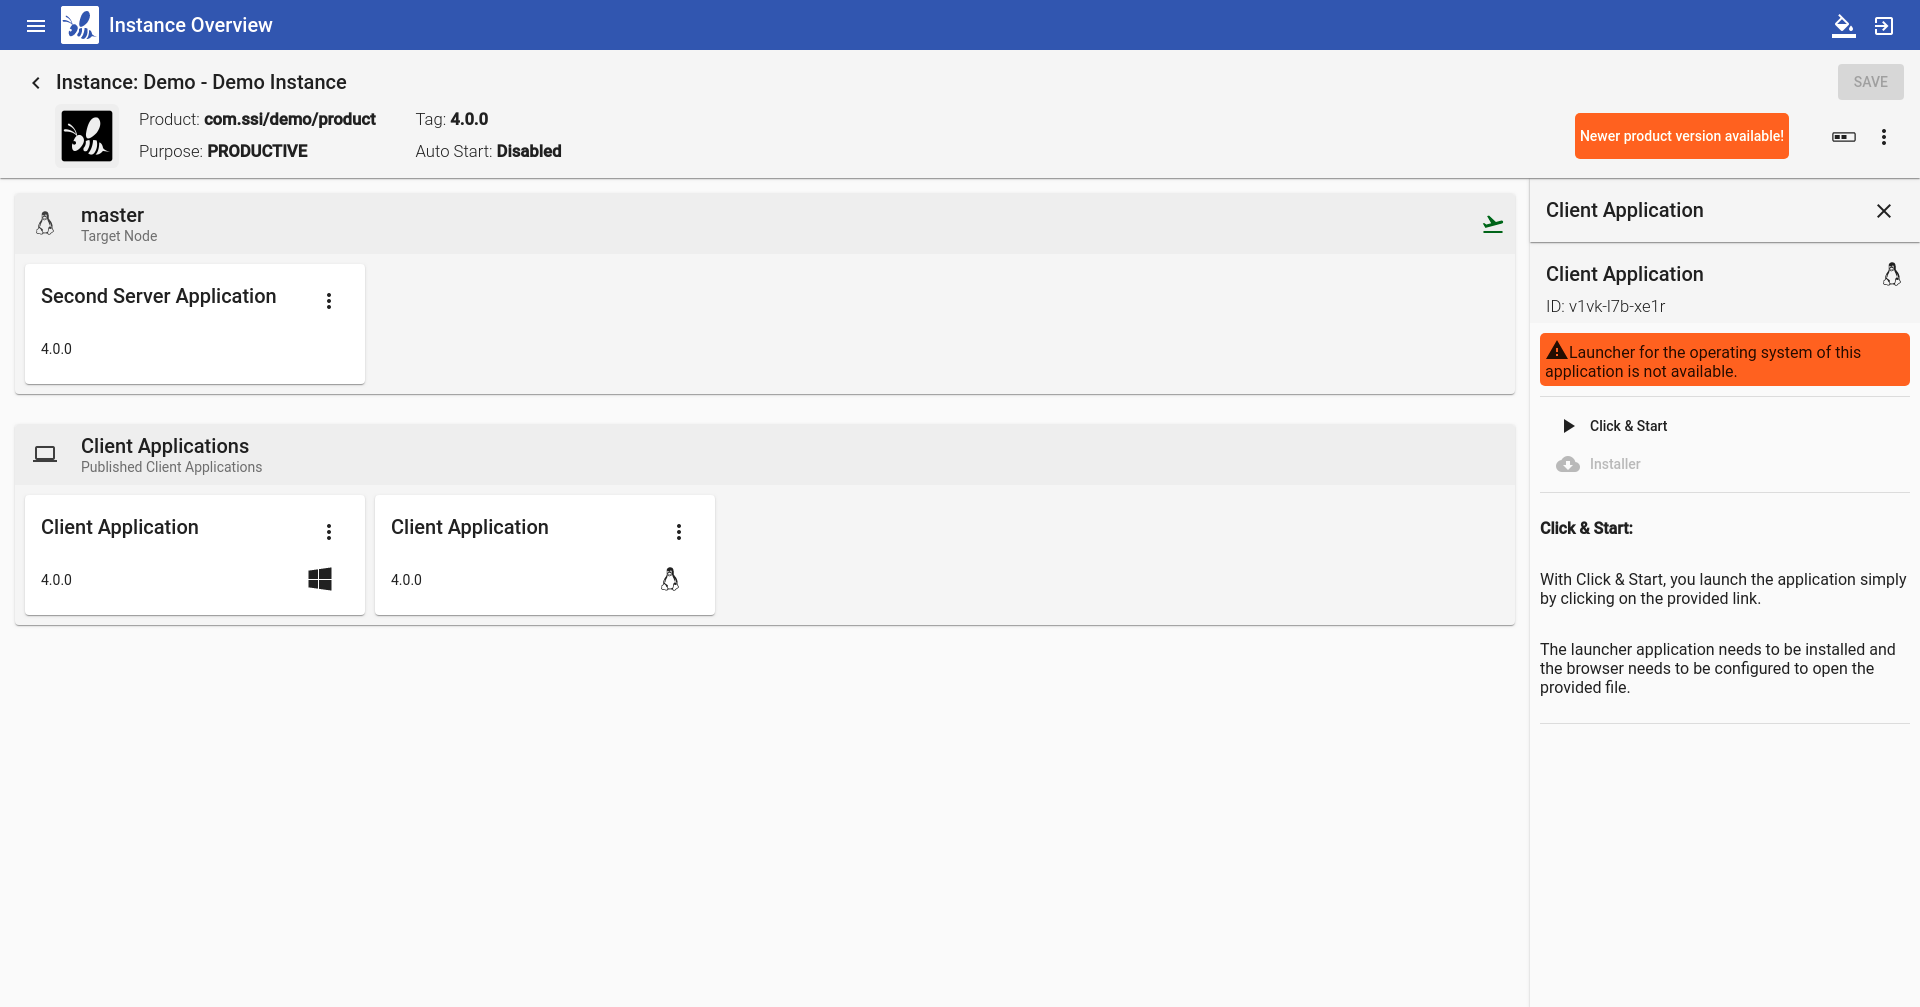 Instance Overview
Instance: Demo - Demo Instance
SAVE
Product: com.ssi/demo/product
Tag: 4.0.0
Purpose: PRODUCTIVE
Auto Start: Disabled
Newer product version available!
master
Target Node
Second Server Application
4.0.0
Client Applications
Published Client Applications
Client Application
4.0.0
Client Application
4.0.0
Client Application
Client Application
ID: v1vk-l7b-xe1r
Launcher for the operating system of this
application is not available.
Click & Start
Installer
Click & Start:
With Click & Start, you launch the application simply
by clicking on the provided link.
The launcher application needs to be installed and
the browser needs to be configured to open the
provided file.